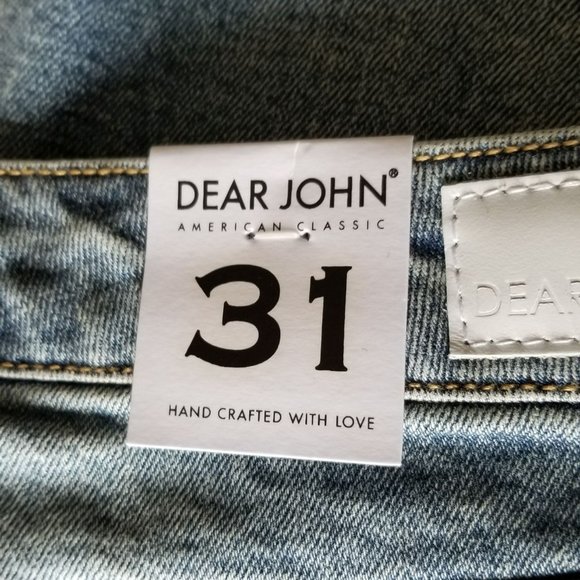 DEAR JOHN®
AMERICAN CLASSIC
31
HAND CRAFTED WITH LOVE
DEAR